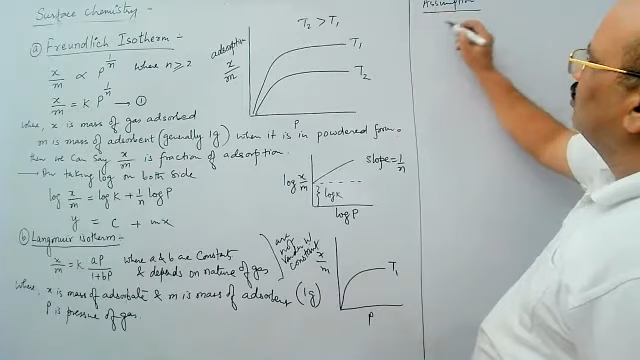 Surface chemistry
(a) Freundlich Isotherm :-
x/m ∝ P^(1/n) where n ≥ 2
x/m = K P^(1/n) → ①
where, x is mass of gas adsorbed
m is mass of adsorbent (generally 1g) when it is in powdered form.
then we can say x/m is fraction of adsorption.
→ On taking log on both side
log x/m = log K + 1/n log P
y = C + mx
(b) Langmuir isotherm :-
x/m = K aP/(1+bP) where a & b are constants & depends on nature of gas
are not constant
where, x is mass of adsorbate & m is mass of adsorbent (1g)
P is pressure of gas.
T₂ > T₁
adsorption
x/m
T₁
T₂
P
log x/m
slope = 1/n
log K
log P
x/m
T₁
P